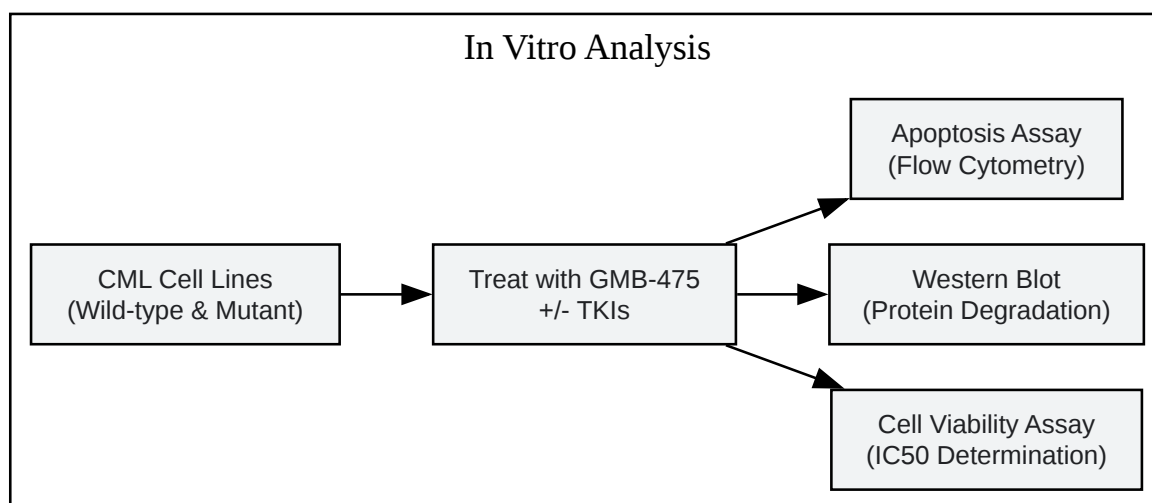 In Vitro Analysis
CML Cell Lines
(Wild-type & Mutant)
Treat with GMB-475
+/- TKIs
Apoptosis Assay
(Flow Cytometry)
Western Blot
(Protein Degradation)
Cell Viability Assay
(IC50 Determination)